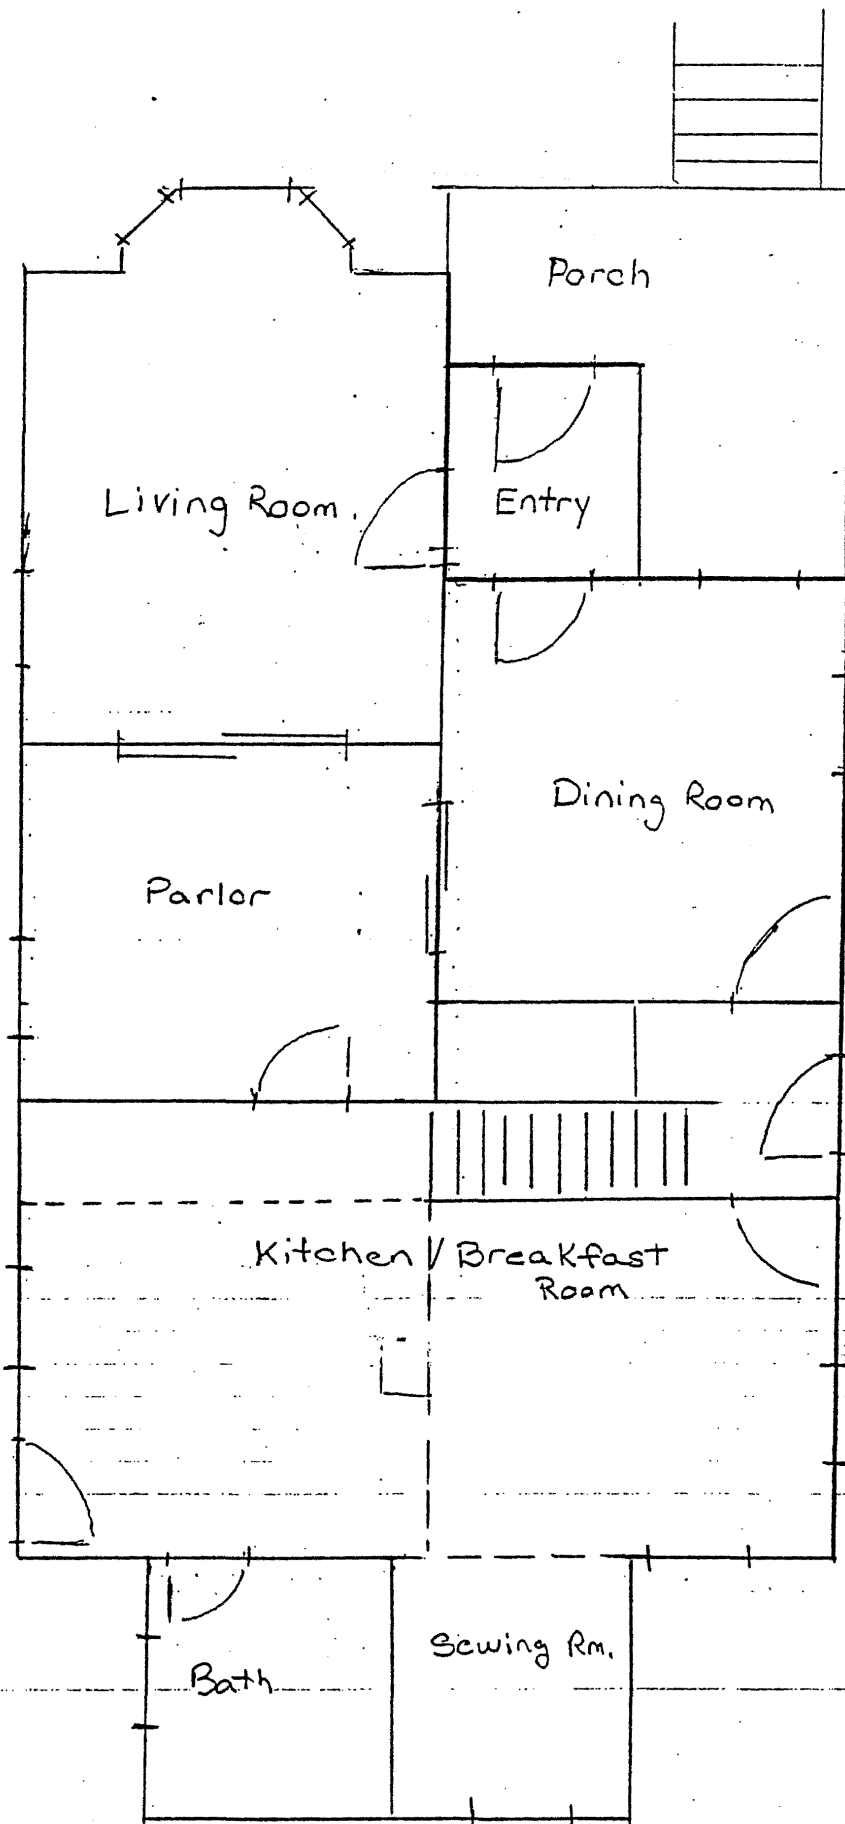 Porch
Living Room.
Entry
Dining Room
Parlor
Kitchen / Breakfast
Room
Sewing Rm.
Bath